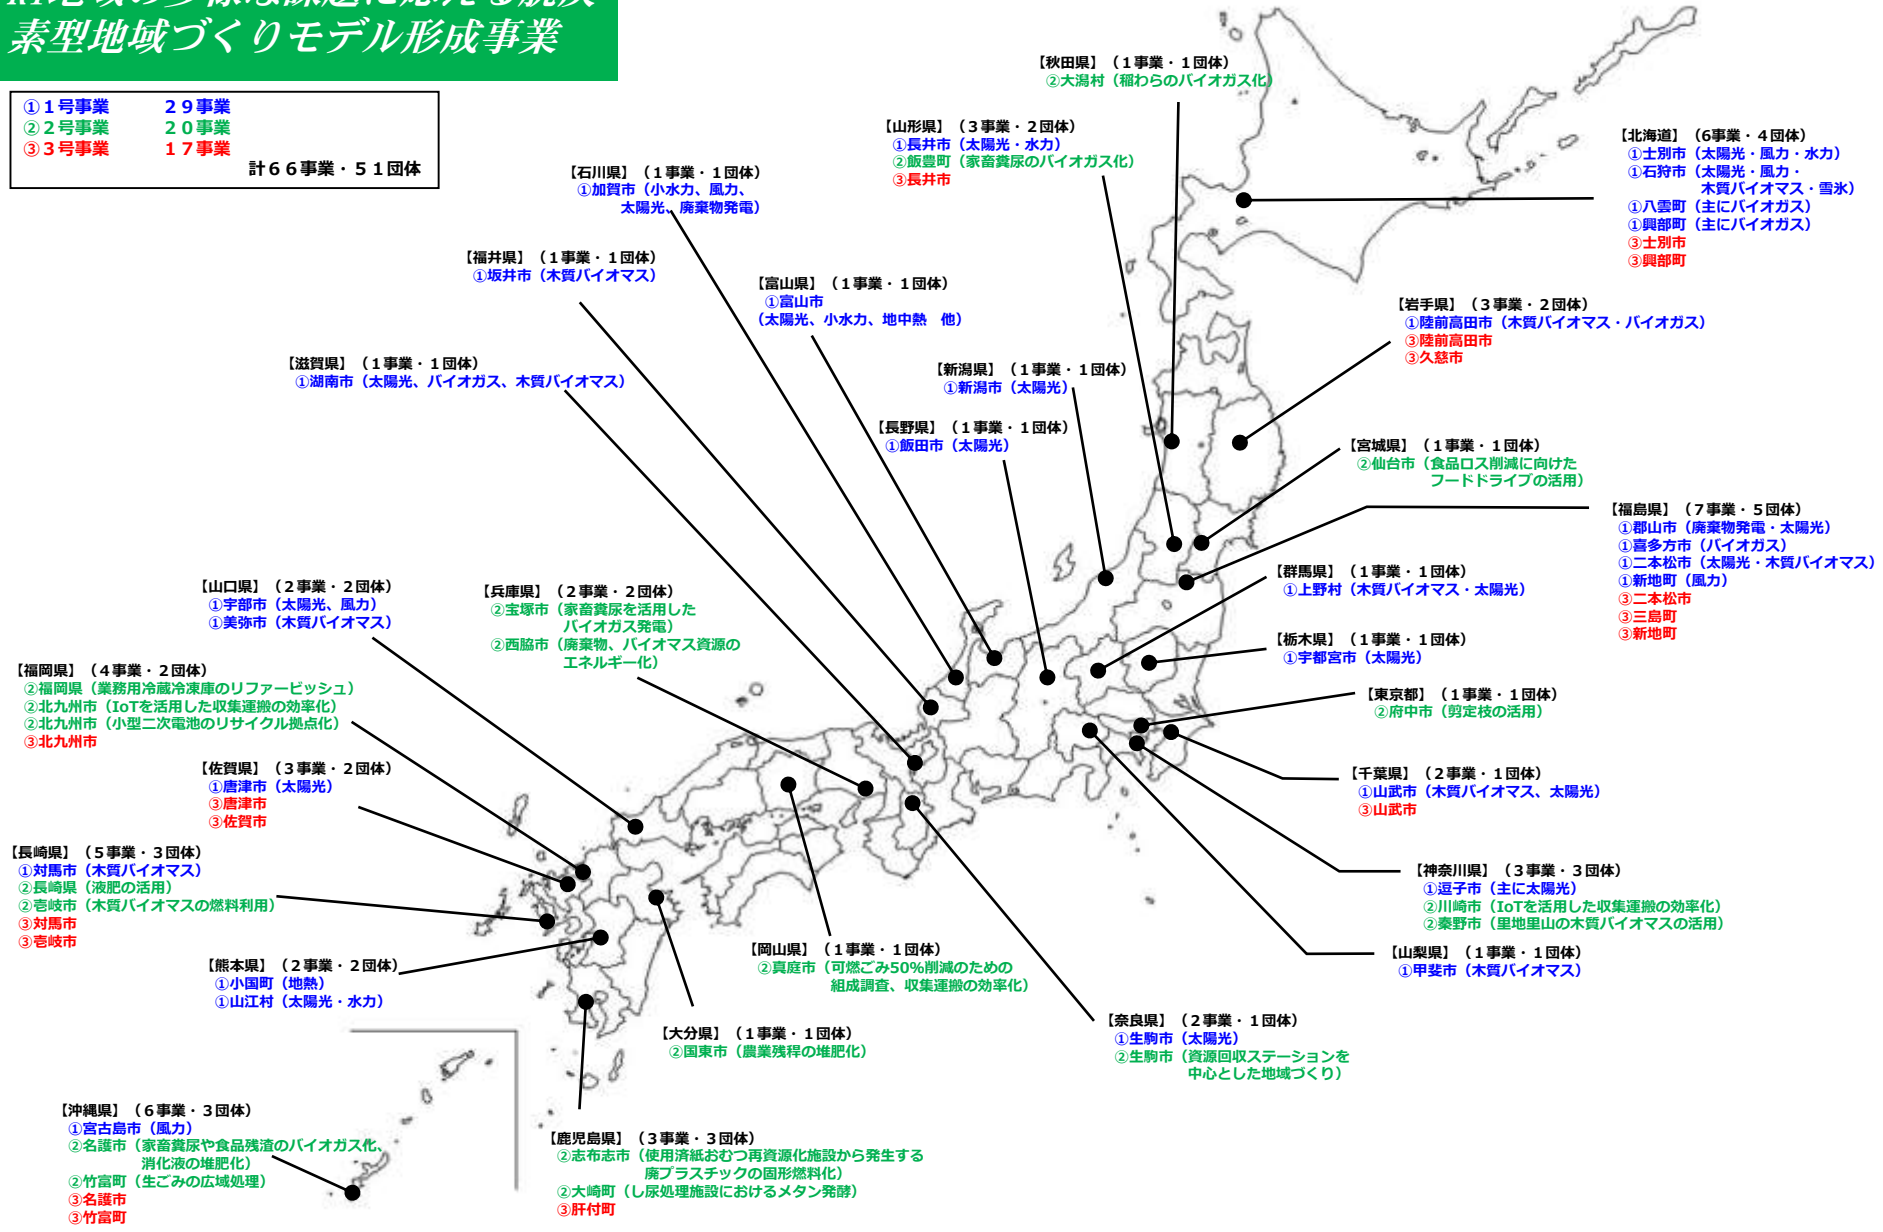 素型地域づくりモデル形成事業
①１号事業　２９事業
②２号事業　２０事業
③３号事業　１７事業
計６６事業・５１団体
【秋田県】（１事業・１団体）
②大潟村（稲わらのバイオガス化）
【山形県】（３事業・２団体）
①長井市（太陽光・水力）
②飯豊町（家畜糞尿のバイオガス化）
③長井市
【北海道】（6事業・４団体）
①士別市（太陽光・風力・水力）
①石狩市（太陽光・風力・
木質バイオマス・雪氷）
①八雲町（主にバイオガス）
①興部町（主にバイオガス）
③士別市
③興部町
【石川県】（１事業・１団体）
①加賀市（小水力、風力、
太陽光、廃棄物発電）
【福井県】（１事業・１団体）
①坂井市（木質バイオマス）
【富山県】（１事業・１団体）
①富山市
（太陽光、小水力、地中熱　他）
【岩手県】（３事業・２団体）
①陸前高田市（木質バイオマス・バイオガス）
③陸前高田市
③久慈市
【滋賀県】（１事業・１団体）
①湖南市（太陽光、バイオガス、木質バイオマス）
【新潟県】（１事業・１団体）
①新潟市（太陽光）
【長野県】（１事業・１団体）
①飯田市（太陽光）
【宮城県】（１事業・１団体）
②仙台市（食品ロス削減に向けた
フードドライブの活用）
【福島県】（７事業・５団体）
①郡山市（廃棄物発電・太陽光）
①喜多方市（バイオガス）
①二本松市（太陽光・木質バイオマス）
①新地町（風力）
③二本松市
③三島町
③新地町
【群馬県】（１事業・１団体）
①上野村（木質バイオマス・太陽光）
【山口県】（２事業・２団体）
①宇部市（太陽光、風力）
①美弥市（木質バイオマス）
【兵庫県】（２事業・２団体）
②宝塚市（家畜糞尿を活用した
バイオガス発電）
②西脇市（廃棄物、バイオマス資源の
エネルギー化）
【栃木県】（１事業・１団体）
①宇都宮市（太陽光）
【福岡県】（４事業・２団体）
②福岡県（業務用冷蔵冷凍庫のリファービッシュ）
②北九州市（IoTを活用した収集運搬の効率化）
②北九州市（小型二次電池のリサイクル拠点化）
③北九州市
【東京都】（１事業・１団体）
②府中市（剪定枝の活用）
【佐賀県】（３事業・２団体）
①唐津市（太陽光）
③唐津市
③佐賀市
【千葉県】（２事業・１団体）
①山武市（木質バイオマス、太陽光）
③山武市
【長崎県】（５事業・３団体）
①対馬市（木質バイオマス）
②長崎県（液肥の活用）
②壱岐市（木質バイオマスの燃料利用）
③対馬市
③壱岐市
【神奈川県】（３事業・３団体）
①逗子市（主に太陽光）
②川崎市（IoTを活用した収集運搬の効率化）
②秦野市（里地里山の木質バイオマスの活用）
【熊本県】（２事業・２団体）
①小国町（地熱）
①山江村（太陽光・水力）
【岡山県】（１事業・１団体）
②真庭市（可燃ごみ50%削減のための
組成調査、収集運搬の効率化）
【山梨県】（１事業・１団体）
①甲斐市（木質バイオマス）
【大分県】（１事業・１団体）
②国東市（農業残稈の堆肥化）
【奈良県】（２事業・１団体）
①生駒市（太陽光）
②生駒市（資源回収ステーションを
中心とした地域づくり）
【沖縄県】（６事業・３団体）
①宮古島市（風力）
②名護市（家畜糞尿や食品残渣のバイオガス化、
消化液の堆肥化）
②竹富町（生ごみの広域処理）
③名護市
③竹富町
【鹿児島県】（３事業・３団体）
②志布志市（使用済紙おむつ再資源化施設から発生する
廃プラスチックの固形燃料化）
②大崎町（し尿処理施設におけるメタン発酵）
③肝付町